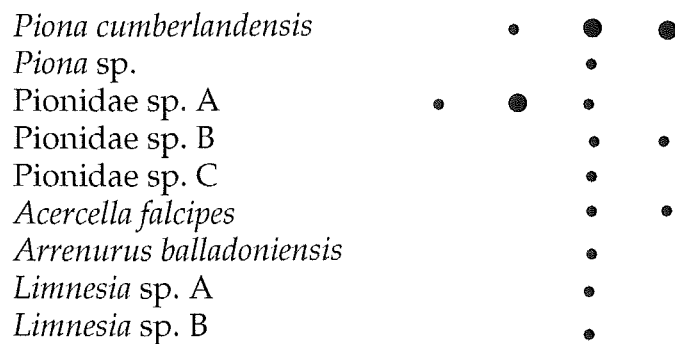 Piona cumberlandensis
Piona sp.
Pionidae sp. A
Pionidae sp. B
Pionidae sp. C
Acercella falcipes
Arrenurus balladoniensis
Limnesia sp. A
Limnesia sp. B